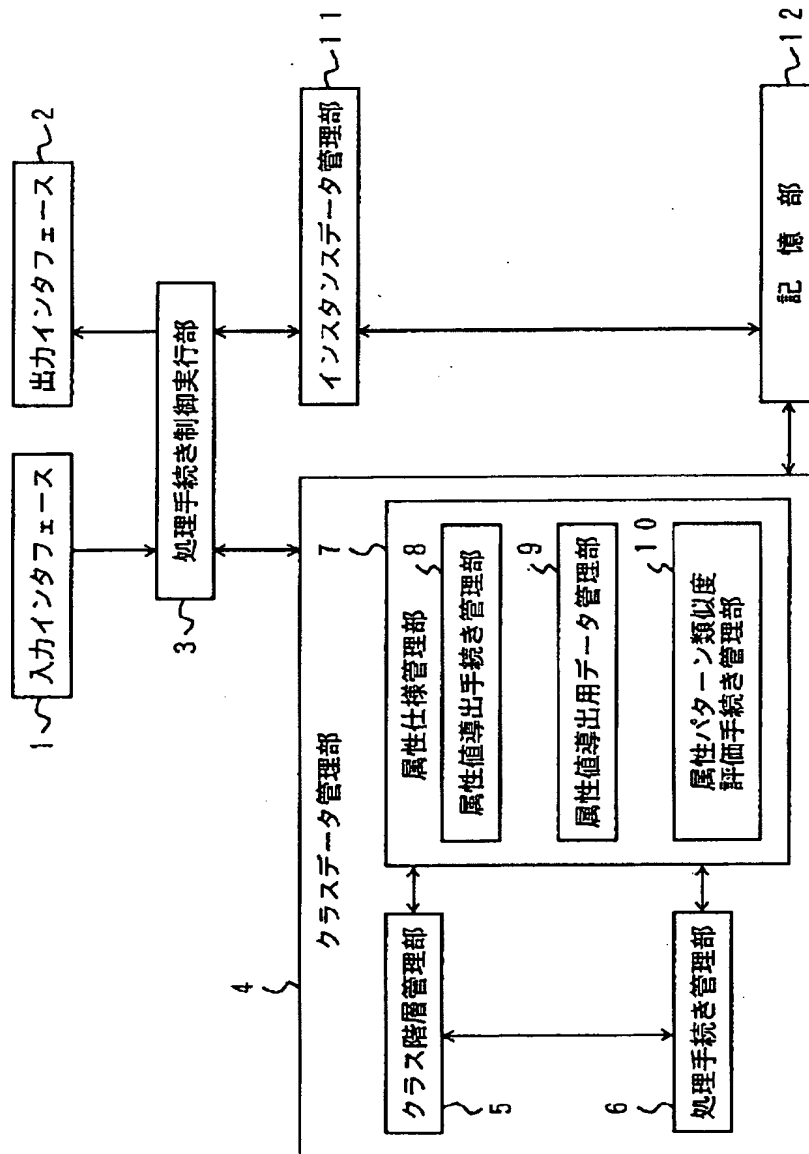 1
入力インタフェース
出力インタフェース
2
3
処理手続き制御実行部
4
クラスデータ管理部
5
クラス階層管理部
6
処理手続き管理部
7
属性仕様管理部
8
属性値導出手続き管理部
9
属性値導出用データ管理部
10
属性パターン類似度
評価手続き管理部
インスタンスデータ管理部
11
記憶部
12